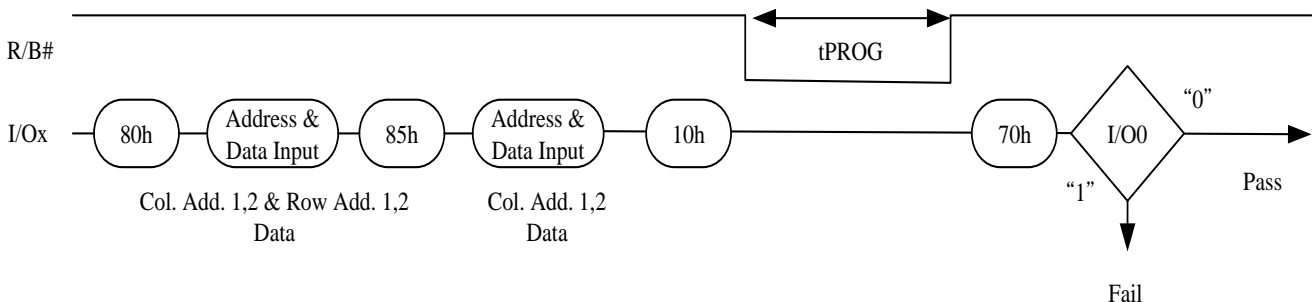 R/B#
tPROG
I/Ox
80h
Address &
Data Input
85h
Address &
Data Input
10h
70h
I/O0
“0”
“1”
Pass
Col. Add. 1,2 & Row Add. 1,2
Data
Col. Add. 1,2
Data
Fail